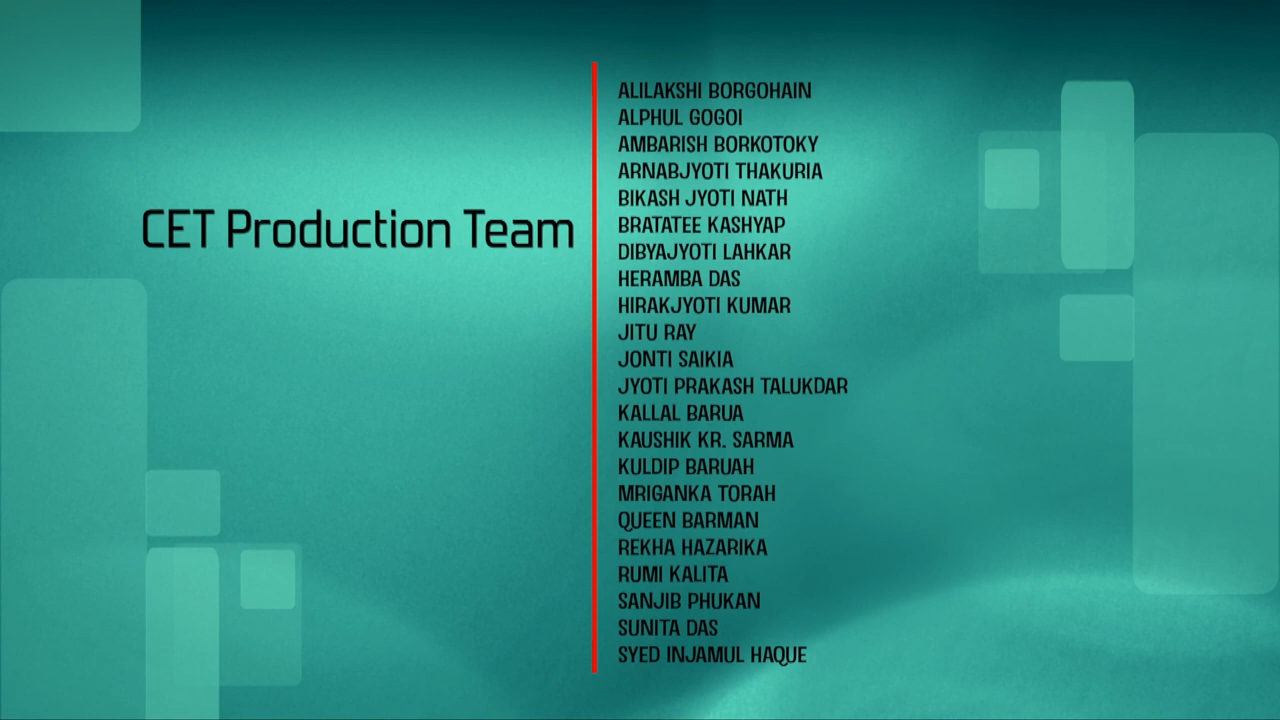 CET Production Team
ALILAKSHI BORGOHAIN
ALPHUL GOGOI
AMBARISH BORKOTOKY
ARNABJYOTI THAKURIA
BIKASH JYOTI NATH
BRATATEE KASHYAP
DIBYAJYOTI LAHKAR
HERAMBA DAS
HIRAKJYOTI KUMAR
JITU RAY
JONTI SAIKIA
JYOTI PRAKASH TALUKDAR
KALLAL BARUA
KAUSHIK KR. SARMA
KULDIP BARUAH
MRIGANKA TORAH
QUEEN BARMAN
REKHA HAZARIKA
RUMI KALITA
SANJIB PHUKAN
SUNITA DAS
SYED INJAMUL HAQUE